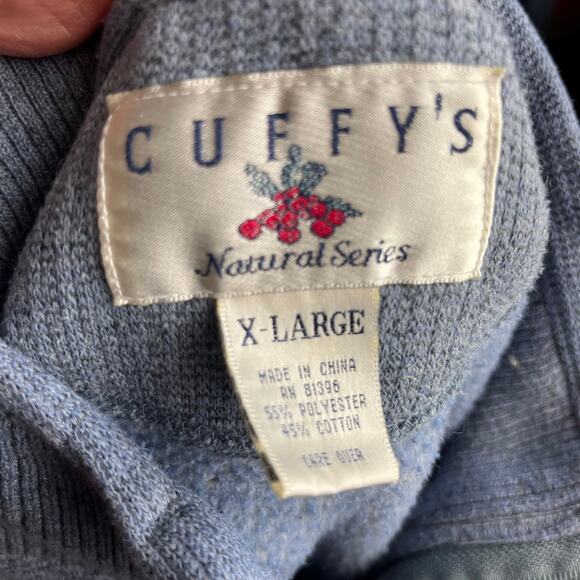 CUFFY'S
Natural Series
X-LARGE
MADE IN CHINA
RN 81396
55% POLYESTER
45% COTTON
CARE OVER